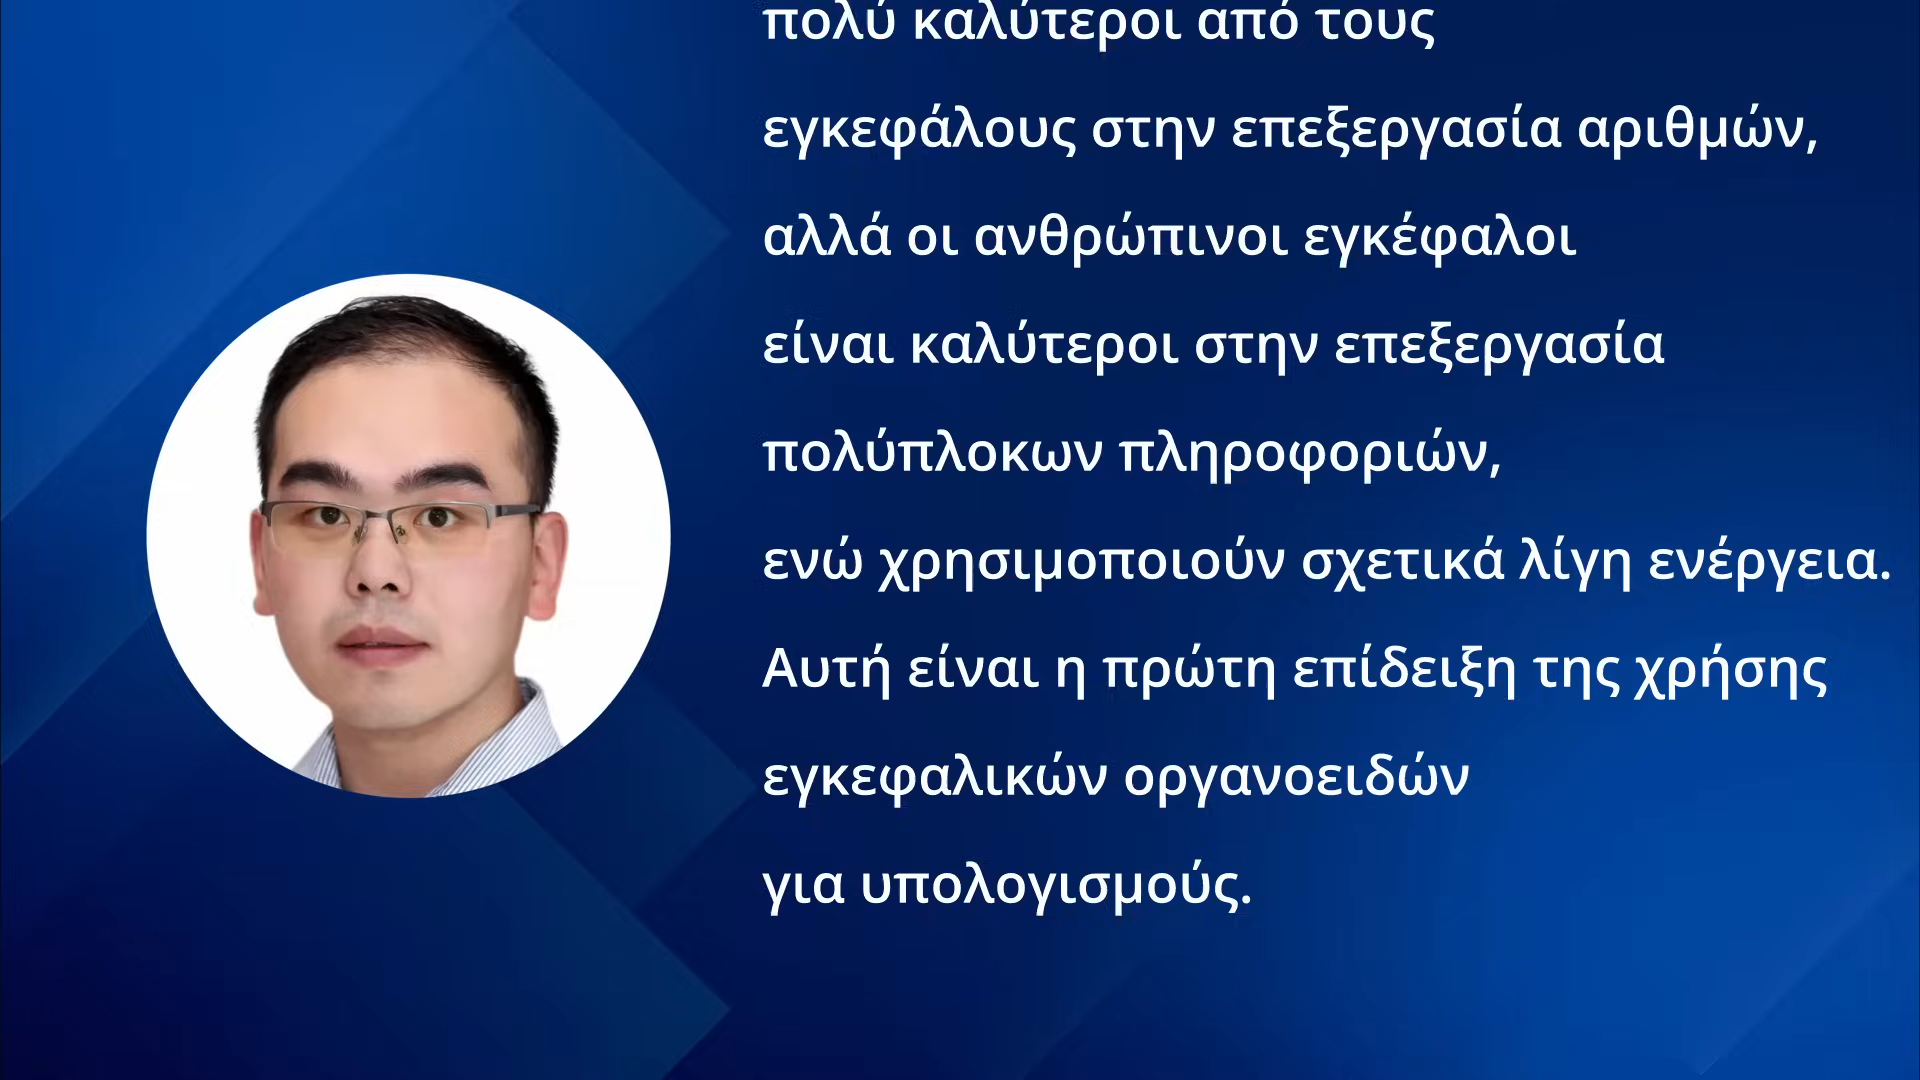 πολύ καλύτεροι από τους
εγκεφάλους στην επεξεργασία αριθμών,
αλλά οι ανθρώπινοι εγκέφαλοι
είναι καλύτεροι στην επεξεργασία
πολύπλοκων πληροφοριών,
ενώ χρησιμοποιούν σχετικά λίγη ενέργεια.
Αυτή είναι η πρώτη επίδειξη της χρήσης
εγκεφαλικών οργανοειδών
για υπολογισμούς.